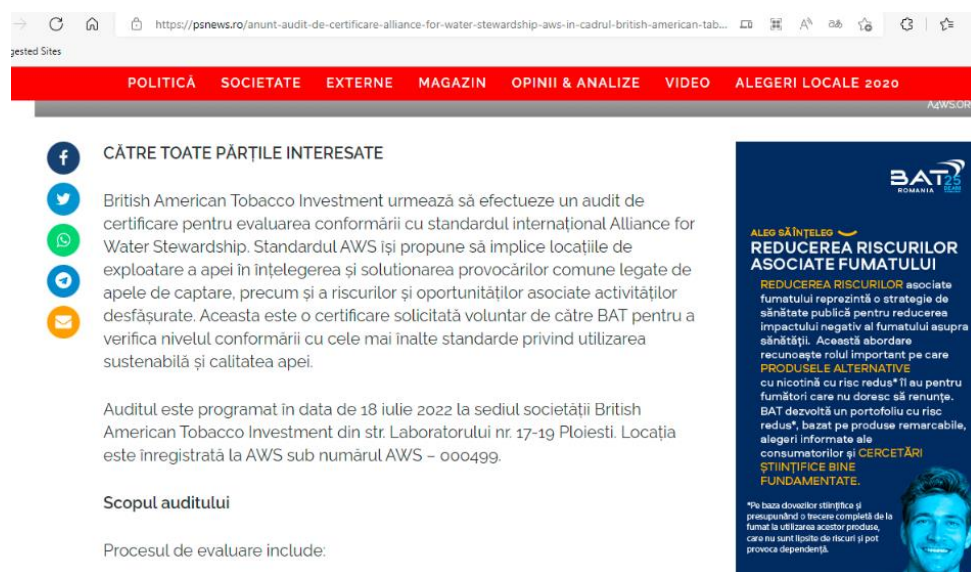 https://psnews.ro/anunt-audit-de-certificare-alliance-for-water-stewardship-aws-in-cadrul-british-american-tab...
gested Sites
POLITICĂ SOCIETATE EXTERNE MAGAZIN OPINII & ANALIZE VIDEO ALEGERI LOCALE 2020
A4WS.OR
CĂTRE TOATE PĂRȚILE INTERESATE
British American Tobacco Investment urmează să efectueze un audit de
certificare pentru evaluarea conformării cu standardul internațional Alliance for
Water Stewardship. Standardul AWS își propune să implice locațiile de
exploatare a apei în înțelegerea și solutionarea provocărilor comune legate de
apele de captare, precum și a riscurilor și oportunităților asociate activităților
desfășurate. Aceasta este o certificare solicitată voluntar de către BAT pentru a
verifica nivelul conformării cu cele mai înalte standarde privind utilizarea
sustenabilă și calitatea apei.
Auditul este programat în data de 18 iulie 2022 la sediul societății British
American Tobacco Investment din str. Laboratorului nr. 17-19 Ploiesti. Locația
este înregistrată la AWS sub numărul AWS – 000499.
Scopul auditului
Procesul de evaluare include:
BAT 25
ROMANIA DE ANI
ALEG SĂ ÎNȚELEG
REDUCEREA RISCURILOR
ASOCIATE FUMATULUI
REDUCEREA RISCURILOR asociate
fumatului reprezintă o strategie de
sănătate publică pentru reducerea
impactului negativ al fumatului asupra
sănătății. Această abordare
recunoaște rolul important pe care
PRODUSELE ALTERNATIVE
cu nicotină cu risc redus* îl au pentru
fumători care nu doresc să renunțe.
BAT dezvoltă un portofoliu cu risc
redus*, bazat pe produse remarcabile,
alegeri informate ale
consumatorilor și CERCETĂRI
ȘTIINȚIFICE BINE
FUNDAMENTATE.
*Pe baza dovezilor științifice și
presupunând o trecere completă de la
fumat la utilizarea acestor produse,
care nu sunt lipsite de riscuri și pot
provoca dependență.